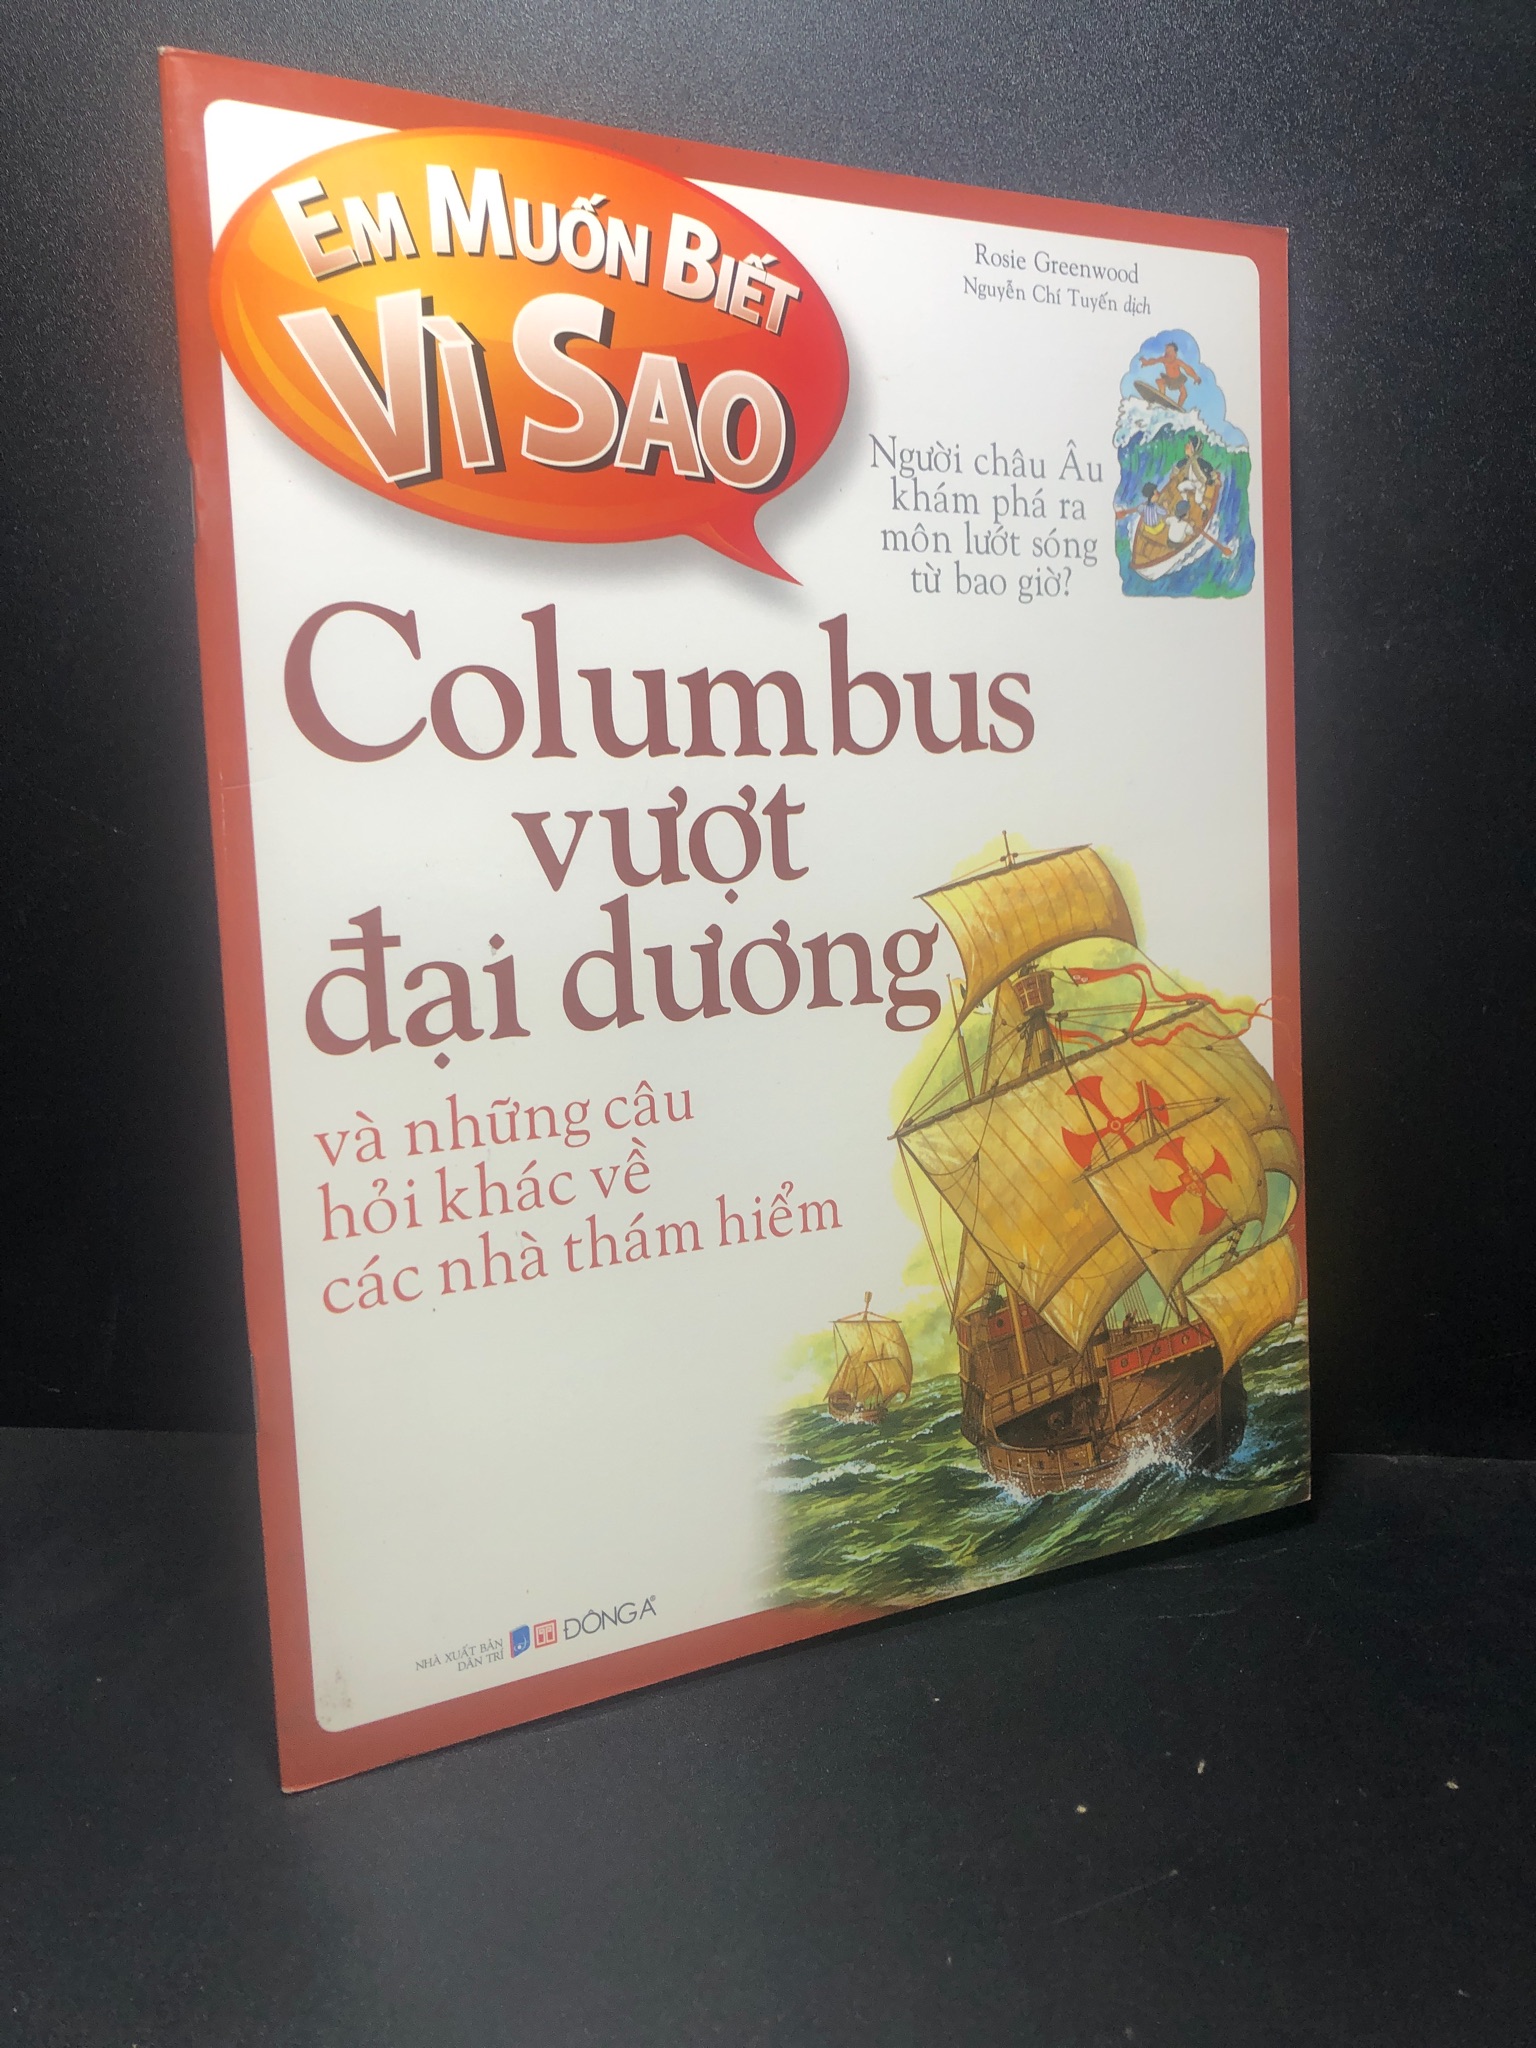 EM MUỐN BIẾT
VÌ SAO
Rosie Greenwood
Nguyễn Chí Tuyến dịch
Người châu Âu
khám phá ra
môn lướt sóng
từ bao giờ?
Columbus
vượt
đại dương
và những câu
hỏi khác về
các nhà thám hiểm
NHÀ XUẤT BẢN
DÂN TRÍ
ĐÔNG A